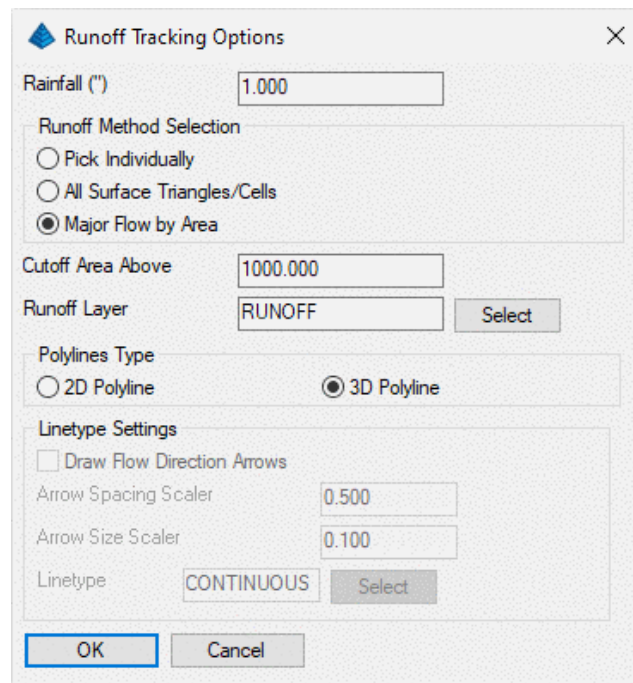 Runoff Tracking Options
Rainfall (") 1.000
Runoff Method Selection
Pick Individually
All Surface Triangles/Cells
Major Flow by Area
Cutoff Area Above 1000.000
Runoff Layer RUNOFF Select
Polylines Type
2D Polyline 3D Polyline
Linetype Settings
Draw Flow Direction Arrows
Arrow Spacing Scaler 0.500
Arrow Size Scaler 0.100
Linetype CONTINUOUS Select
OK Cancel